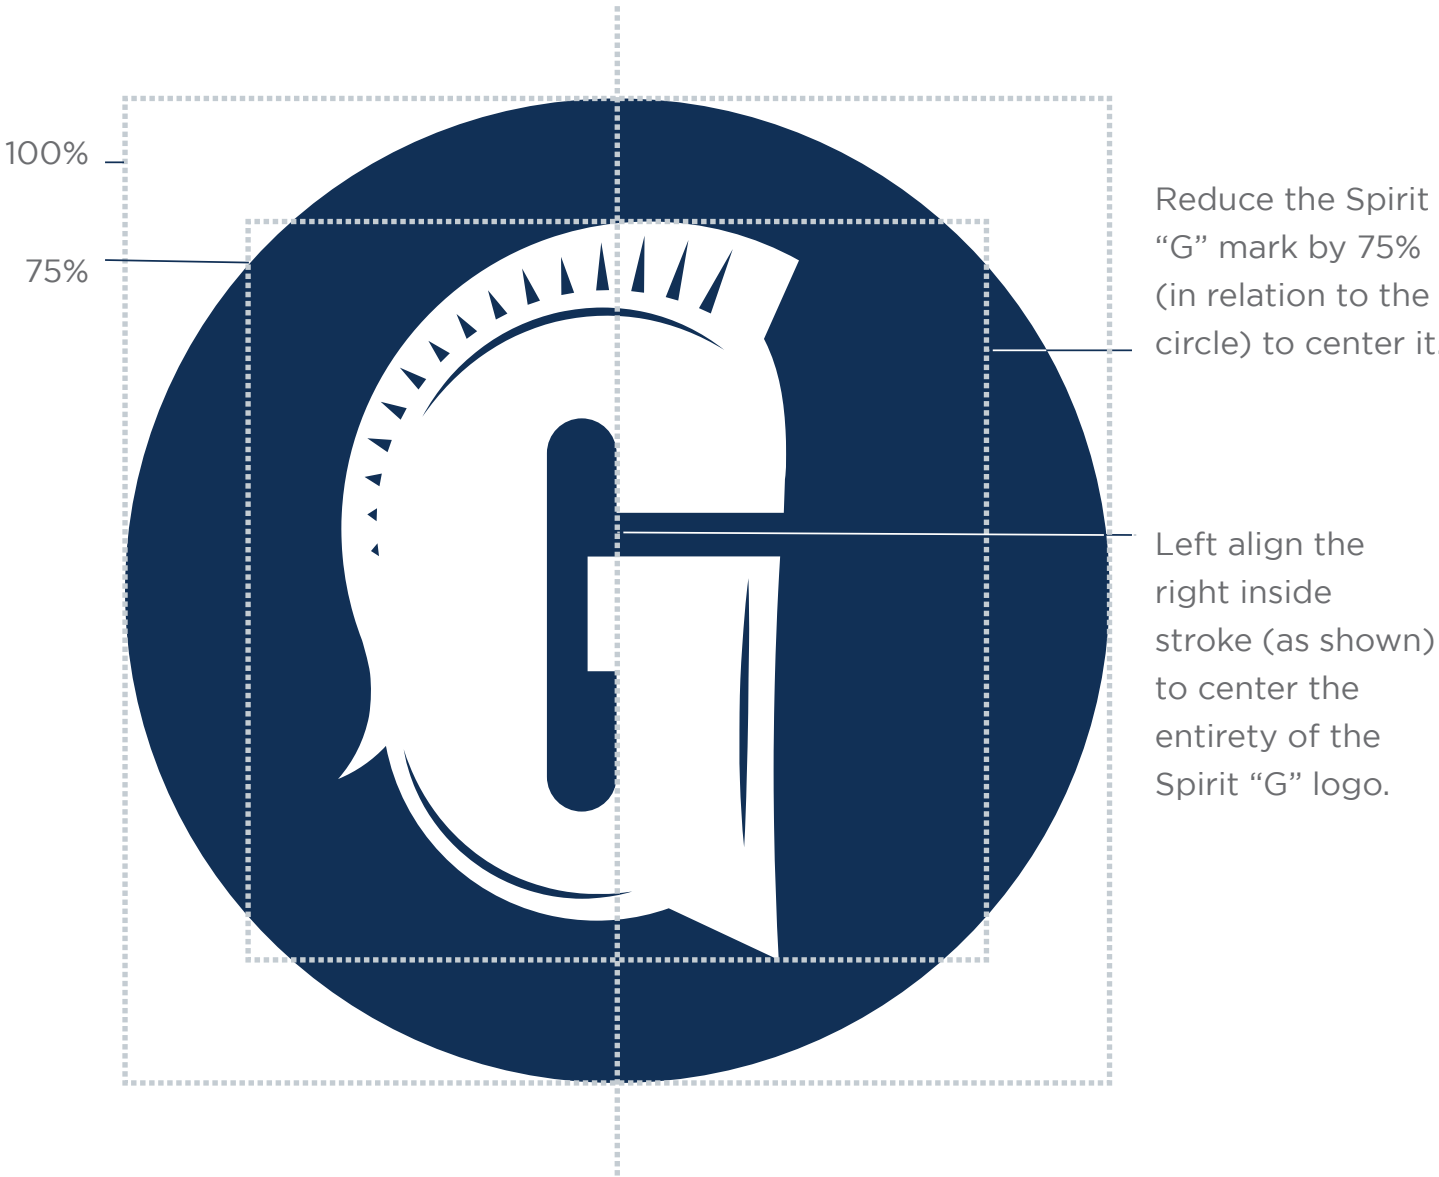 100%
75%
Reduce the Spirit
“G” mark by 75%
(in relation to the
circle) to center it.
Left align the
right inside
stroke (as shown)
to center the
entirety of the
Spirit “G” logo.
G